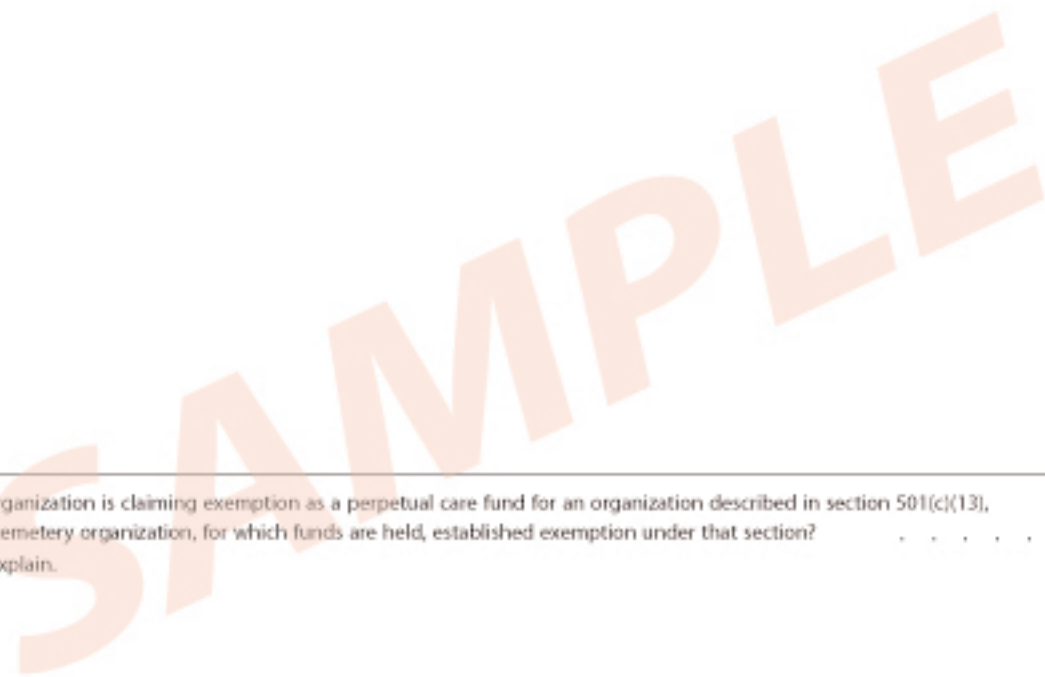 SAMPLE
rganization is claiming exemption as a perpetual care fund for an organization described in section 501(c)(13),
emetery organization, for which funds are held, established exemption under that section? . . . . .
xplain.